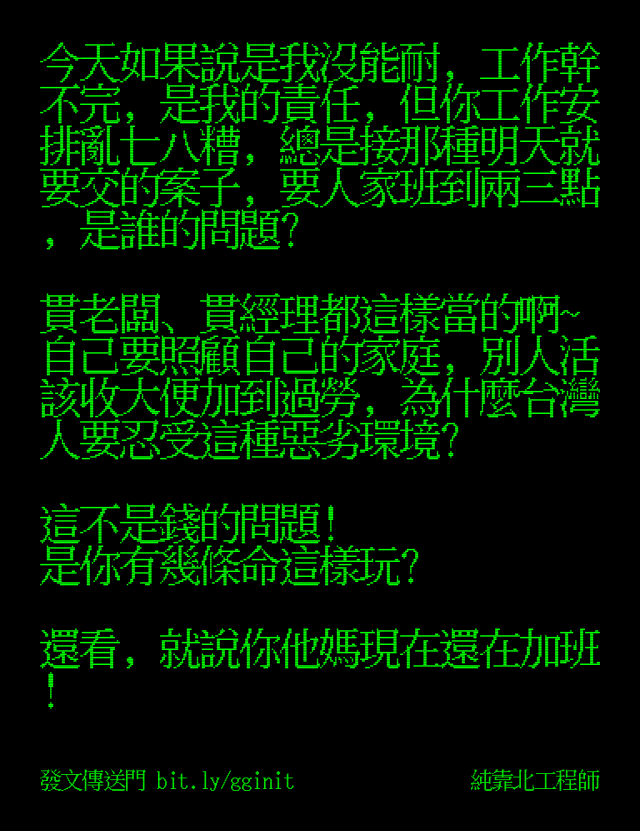 今天如果說是我沒能耐，工作幹
不完，是我的責任，但你工作安
排亂七八糟，總是接那種明天就
要交的案子，要人家班到兩三點
，是誰的問題?
貫老闆、貫經理都這樣當的啊~
自己要照顧自己的家庭，別人活
該收大便加到過勞，為什麼台灣
人要忍受這種惡劣環境?
這不是錢的問題!
是你有幾條命這樣玩?
還看，就說你他媽現在還在加班
!
發文傳送門 bit.ly/gginit
純靠北工程師